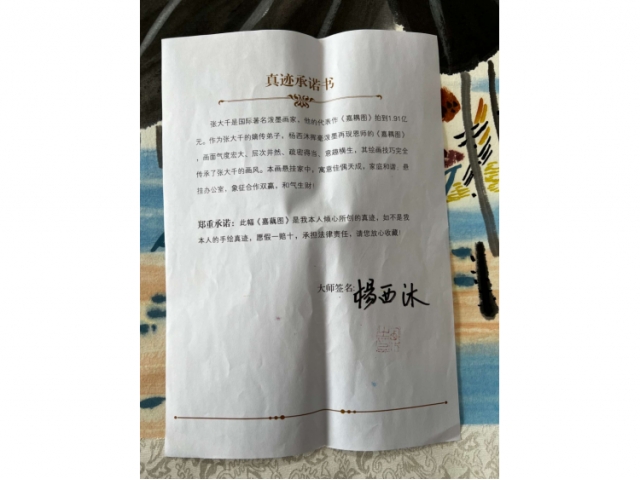 真迹承诺书
张大千是国际著名泼墨画家，他的代表作《嘉藕图》拍到1.91亿
元。作为张大千的嫡传弟子，杨西沐挥毫泼墨再现恩师的《嘉藕图》
，画面气度宏大、层次井然、疏密得当、意趣横生，其绘画技巧完全
传承了张大千的画风。本画悬挂家中，寓意佳偶天成、家庭和谐、悬
挂办公室，象征合作双赢，和气生财！
郑重承诺：此幅《嘉藕图》是我本人倾心所创的真迹，如不是我
本人的手绘真迹，愿假一赔十，承担法律责任，请您放心收藏！
大师签名:杨西沐